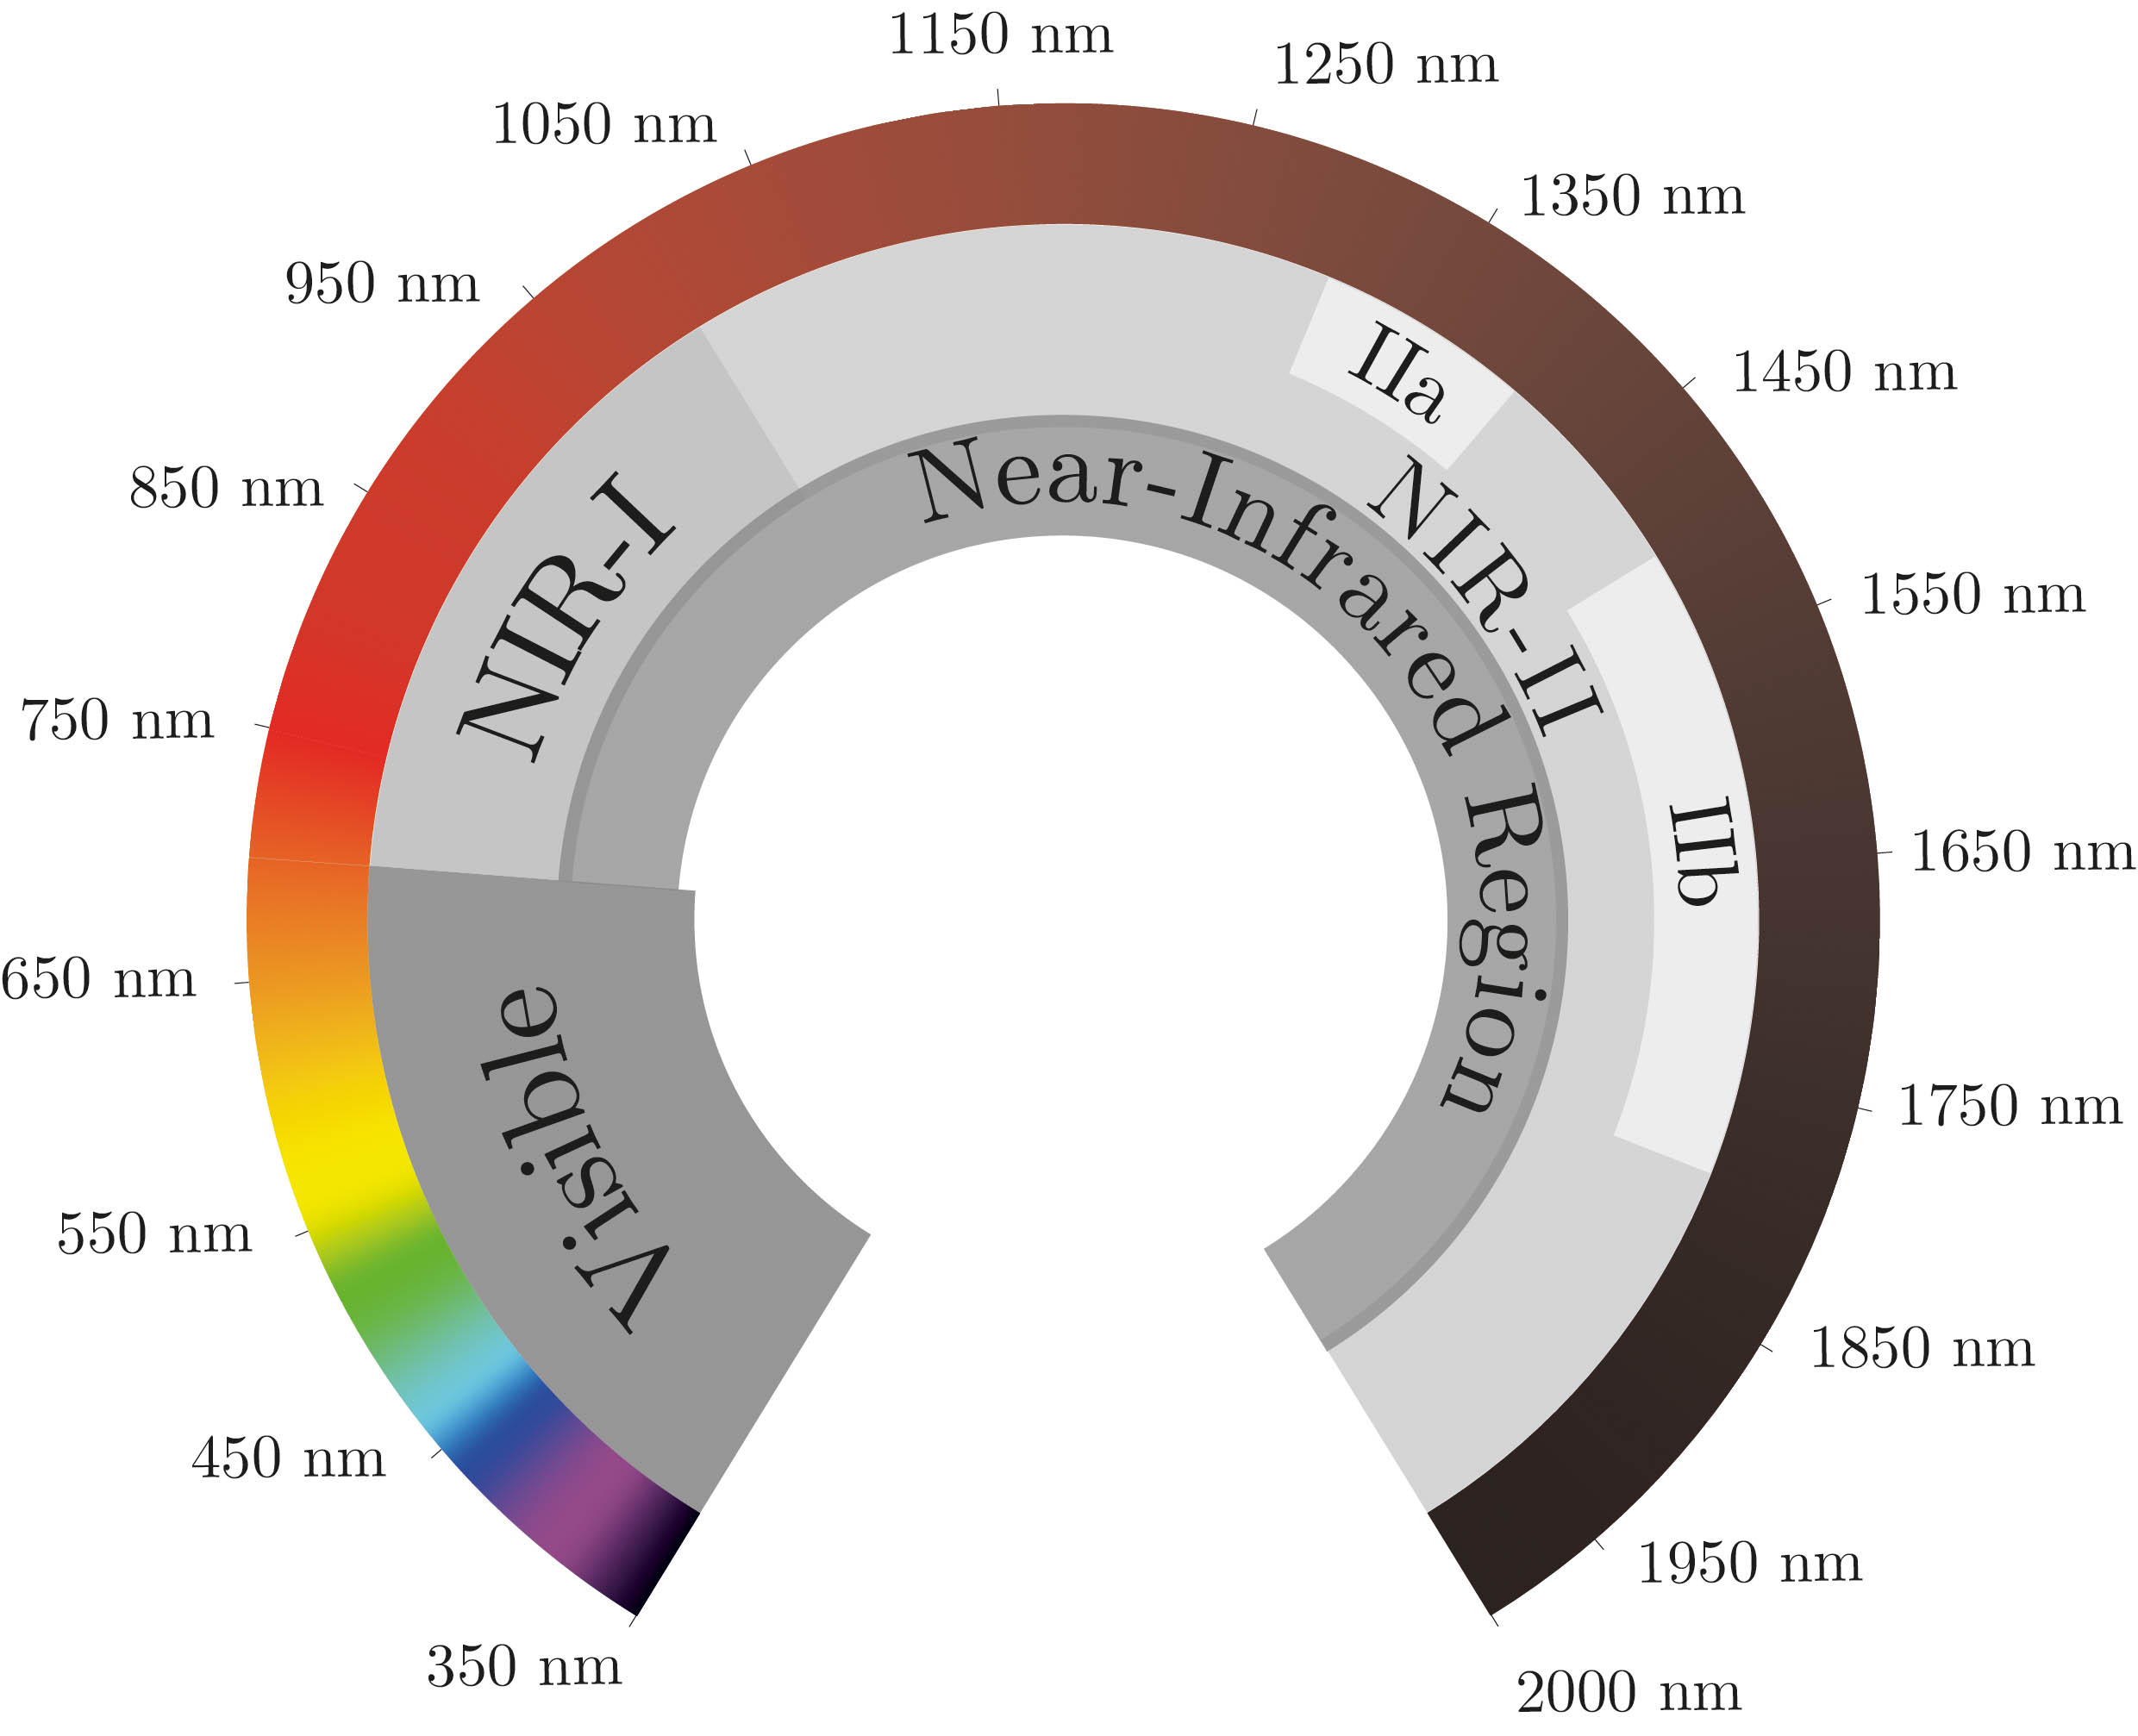 350 nm
450 nm
550 nm
650 nm
750 nm
850 nm
950 nm
1050 nm
1150 nm
1250 nm
1350 nm
1450 nm
1550 nm
1650 nm
1750 nm
1850 nm
1950 nm
2000 nm
Visible
NIR-I
NIR-II
IIa
IIb
Near-Infrared Region